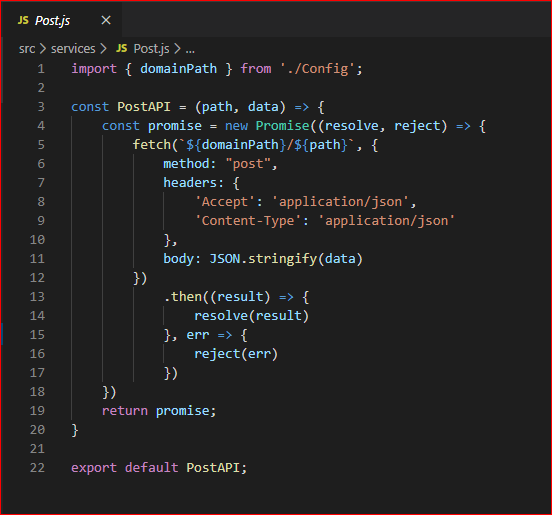 JS Post.js ×
src > services > JS Post.js > ...
1 import { domainPath } from './Config';
2
3 const PostAPI = (path, data) => {
4     const promise = new Promise((resolve, reject) => {
5         fetch(`${domainPath}/${path}`, {
6             method: "post",
7             headers: {
8                 'Accept': 'application/json',
9                 'Content-Type': 'application/json'
10             },
11             body: JSON.stringify(data)
12         })
13             .then((result) => {
14                 resolve(result)
15             }, err => {
16                 reject(err)
17             })
18     })
19     return promise;
20 }
21
22 export default PostAPI;